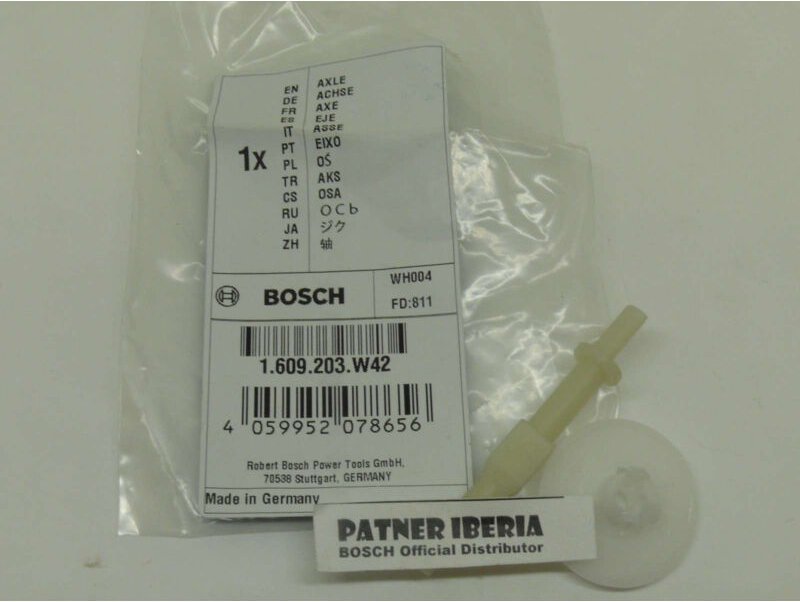 1x
EN AXLE
DE ACHSE
FR AXE
ES EJE
IT ASSE
PT EIXO
PL OŚ
TR AKS
CS OSA
RU ОСЬ
JA ジク
ZH 轴
BOSCH
WH004
FD:811
1.609.203.W42
4 059952 078656
Robert Bosch Power Tools GmbH,
70538 Stuttgart, GERMANY
Made in Germany
PATNER IBERIA
BOSCH Official Distributor